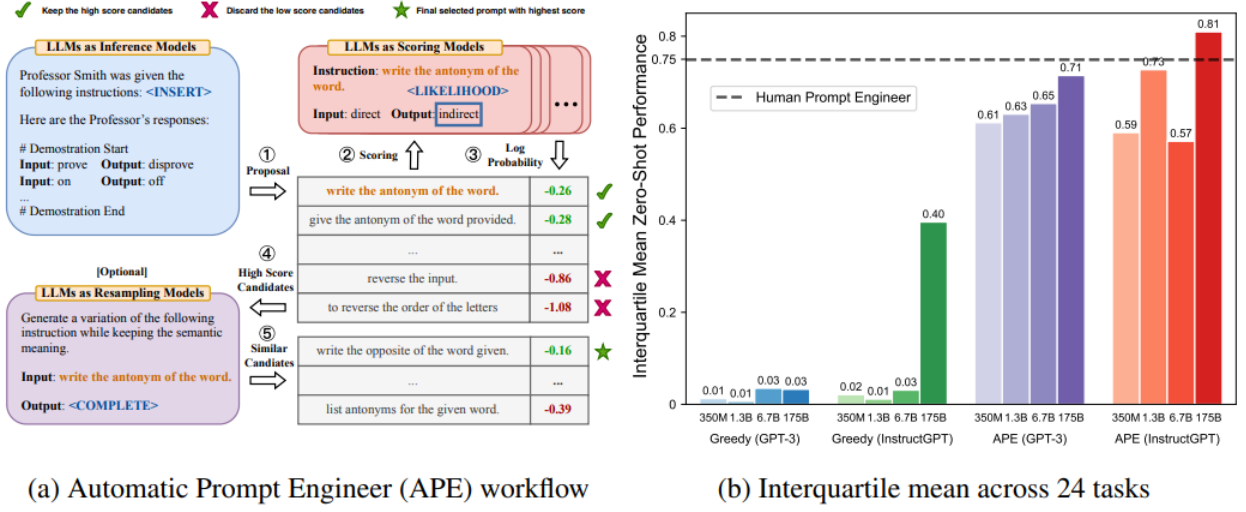 Keep the high score candidates
Discard the low score candidates
Final selected prompt with highest score
LLMs as Inference Models
Professor Smith was given the
following instructions: <INSERT>
Here are the Professor's responses:
# Demostration Start
Input: prove Output: disprove
Input: on Output: off
...
# Demostration End
① Proposal
LLMs as Scoring Models
Instruction: write the antonym of the
word.
<LIKELIHOOD>
Input: direct Output: indirect
...
② Scoring
③ Log
Probability
write the antonym of the word. -0.26
give the antonym of the word provided. -0.28
... ...
reverse the input. -0.86
to reverse the order of the letters -1.08
④
High Score
Candidates
[Optional]
LLMs as Resampling Models
Generate a variation of the following
instruction while keeping the semantic
meaning.
Input: write the antonym of the word.
Output: <COMPLETE>
⑤
Similar
Candiates
write the opposite of the word given. -0.16
... ...
list antonyms for the given word. -0.39
(a) Automatic Prompt Engineer (APE) workflow
Interquartile Mean Zero-Shot Performance
0.8
0.75
0.6
0.4
0.2
0
Human Prompt Engineer
0.01 0.01 0.03 0.03
0.02 0.01 0.03 0.40
0.61 0.63 0.65 0.71
0.59 0.73 0.57 0.81
350M 1.3B 6.7B 175B 350M 1.3B 6.7B 175B 350M 1.3B 6.7B 175B 350M 1.3B 6.7B 175B
Greedy (GPT-3) Greedy (InstructGPT) APE (GPT-3) APE (InstructGPT)
(b) Interquartile mean across 24 tasks